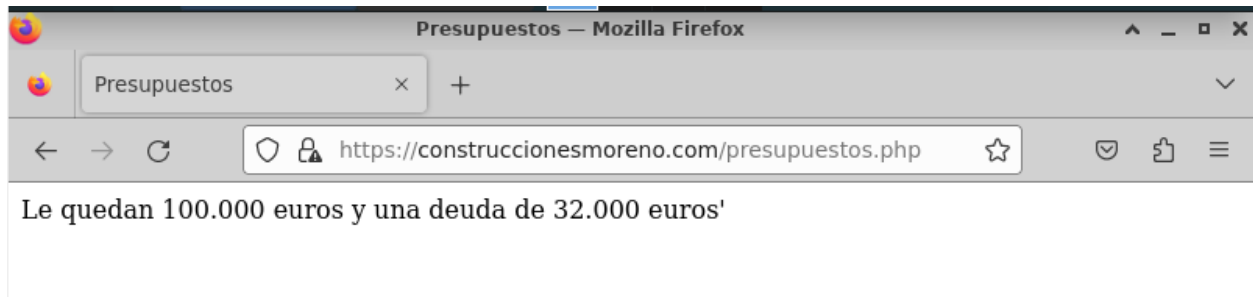 Presupuestos — Mozilla Firefox
Presupuestos
https://construccionesmoreno.com/presupuestos.php
Le quedan 100.000 euros y una deuda de 32.000 euros'